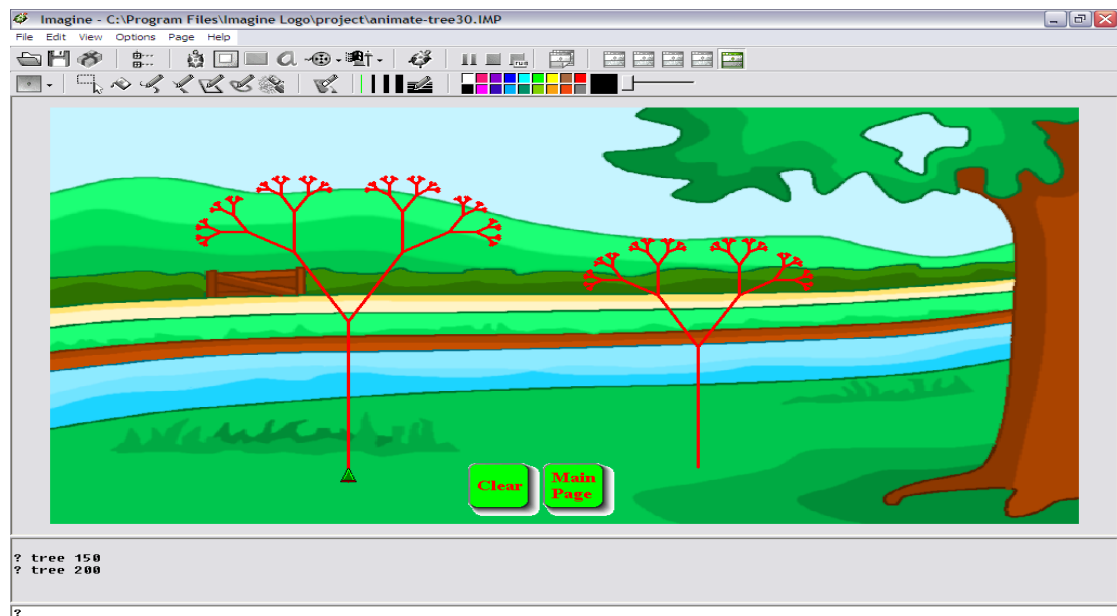 Imagine - C:\Program Files\Imagine Logo\project\animate-tree30.IMP
File Edit View Options Page Help
Clear
Main
Page
? tree 150
? tree 200
?